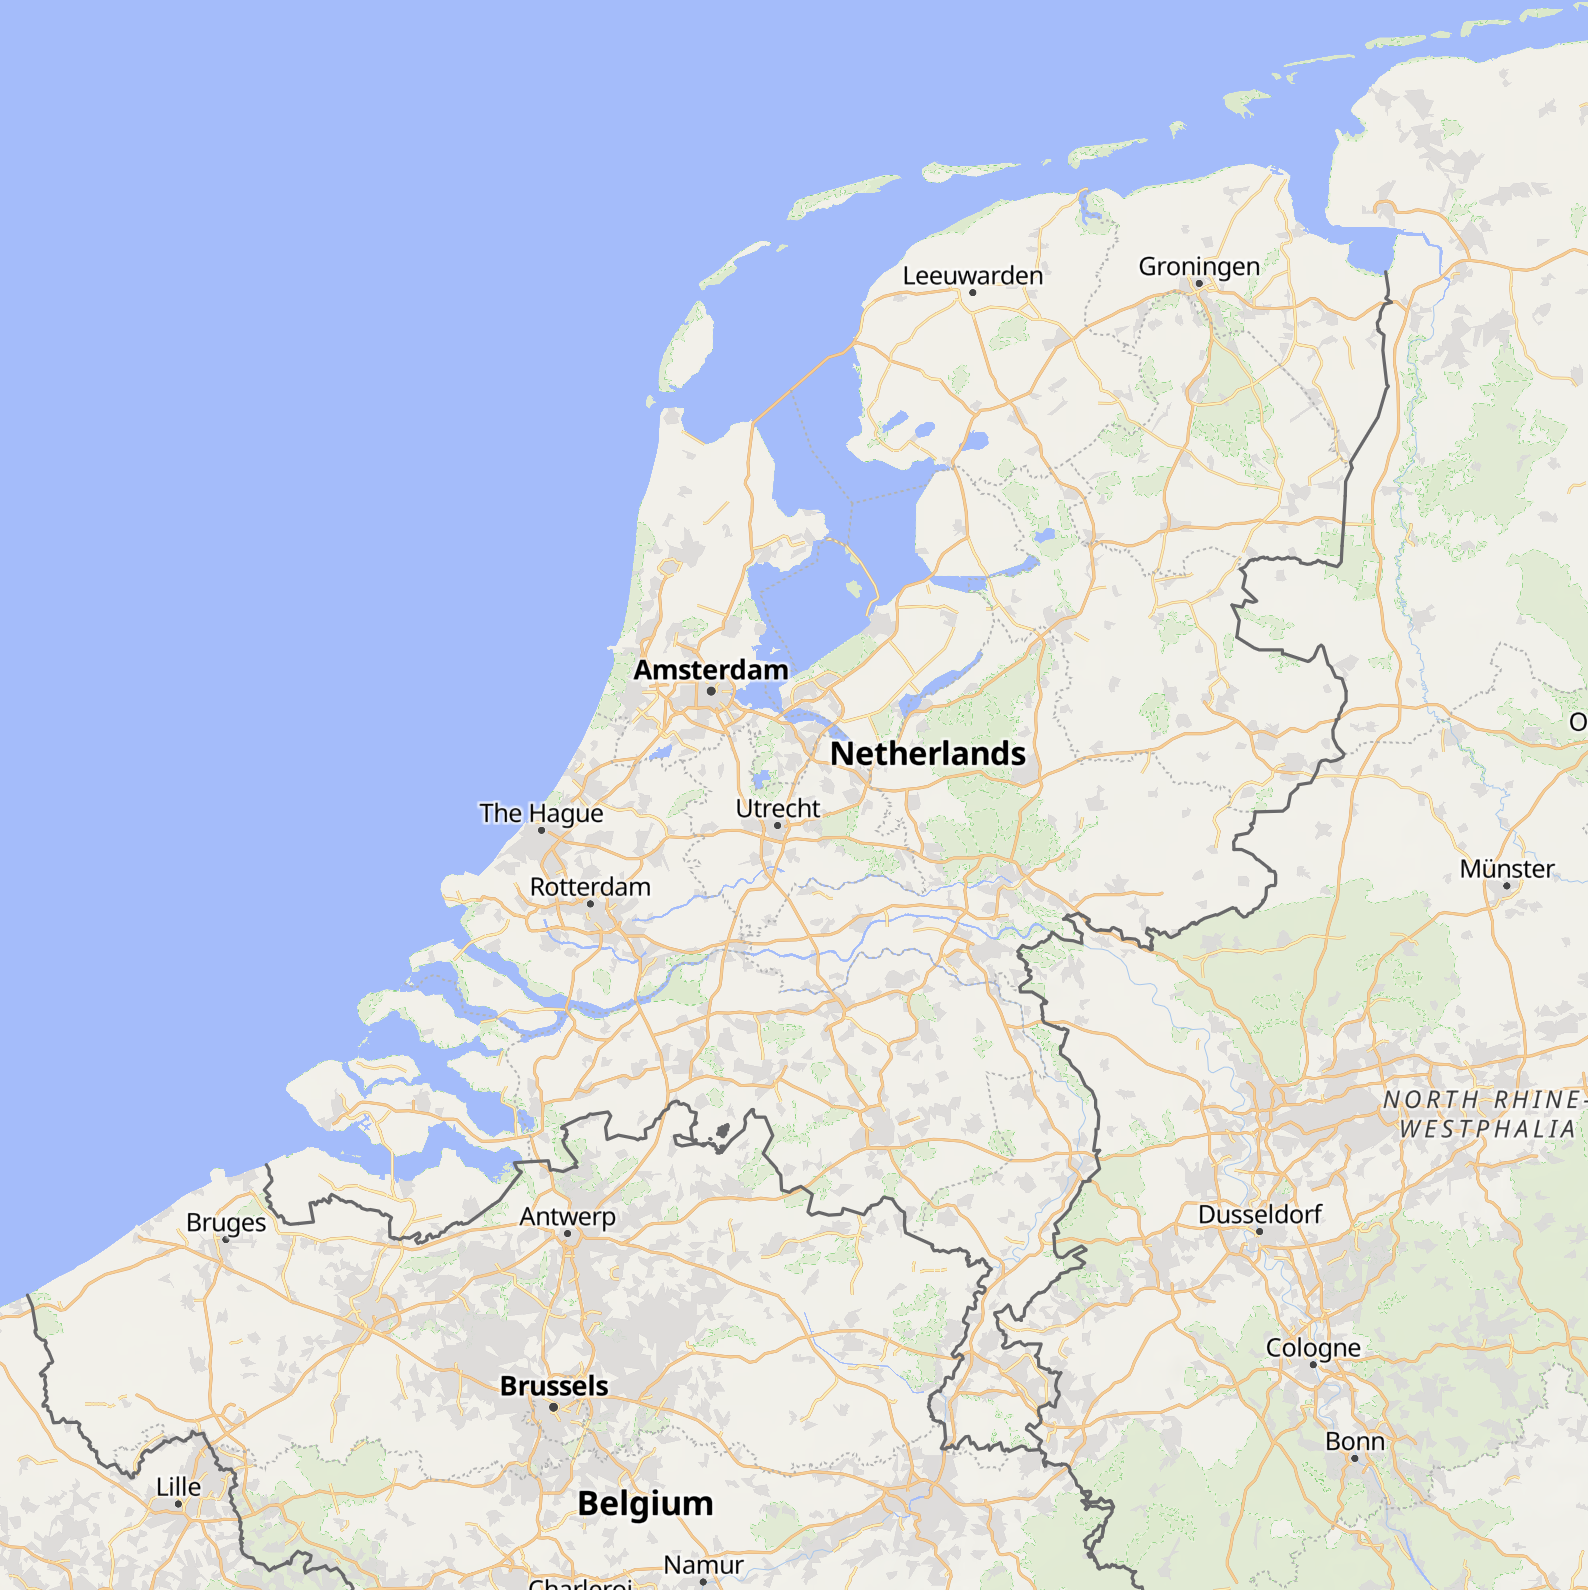 Leeuwarden
Groningen
Amsterdam
Netherlands
The Hague
Utrecht
Rotterdam
Münster
NORTH RHINE-
WESTPHALIA
Bruges
Antwerp
Dusseldorf
Cologne
Brussels
Bonn
Lille
Belgium
Namur
Charleroi
O